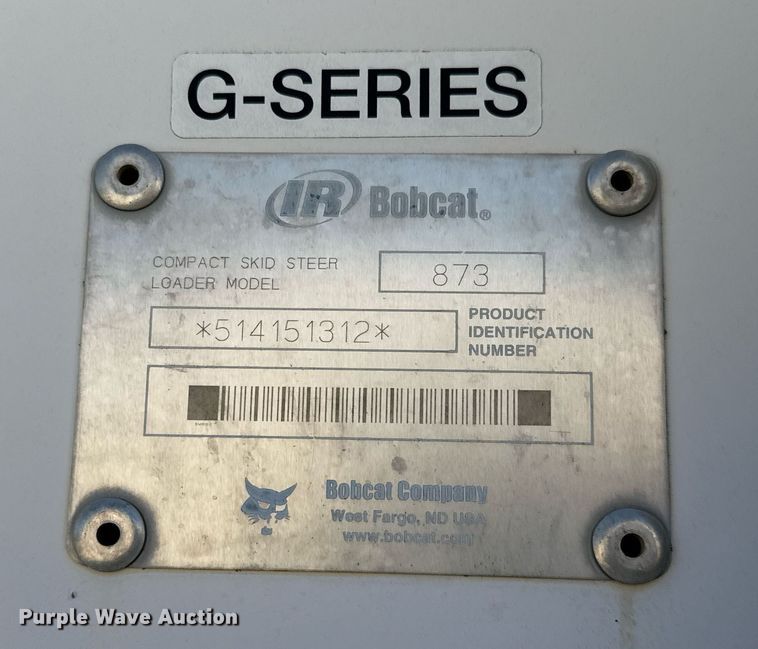 G-SERIES
IR Bobcat®
COMPACT SKID STEER
LOADER MODEL
873
*514151312*
PRODUCT
IDENTIFICATION
NUMBER
Bobcat Company
West Fargo, ND USA
www.bobcat.com
Purple Wave Auction